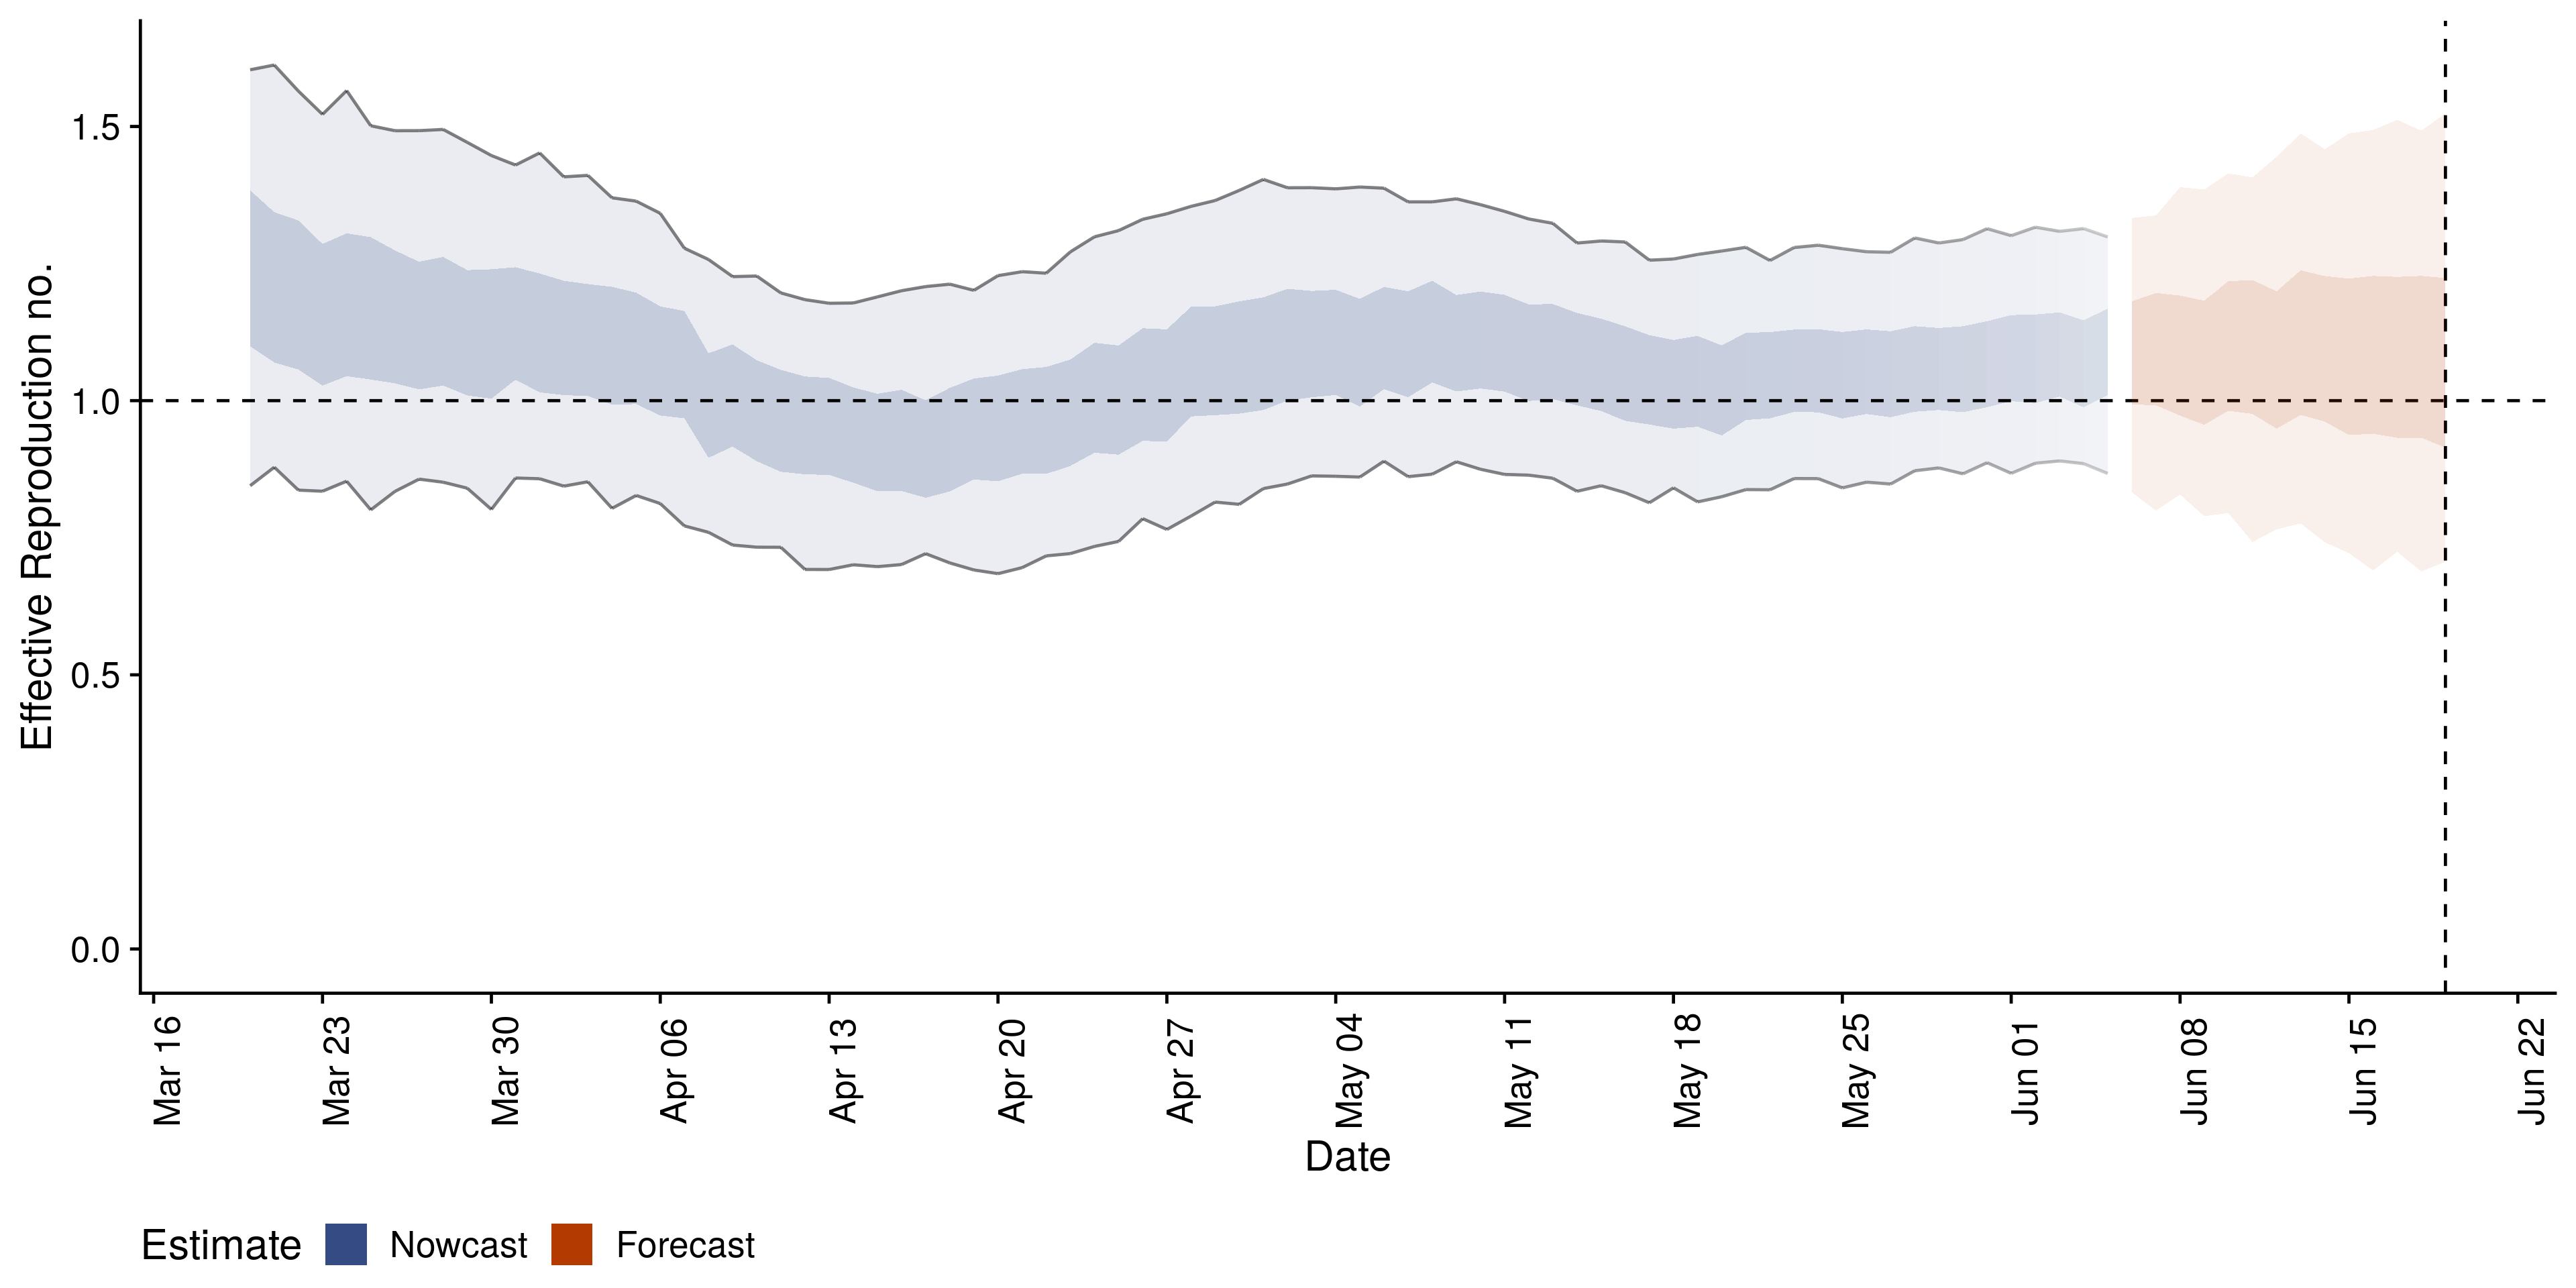 Effective Reproduction no.
1.5
1.0
0.5
0.0
Mar 16
Mar 23
Mar 30
Apr 06
Apr 13
Apr 20
Apr 27
May 04
May 11
May 18
May 25
Jun 01
Jun 08
Jun 15
Jun 22
Date
Estimate Nowcast Forecast